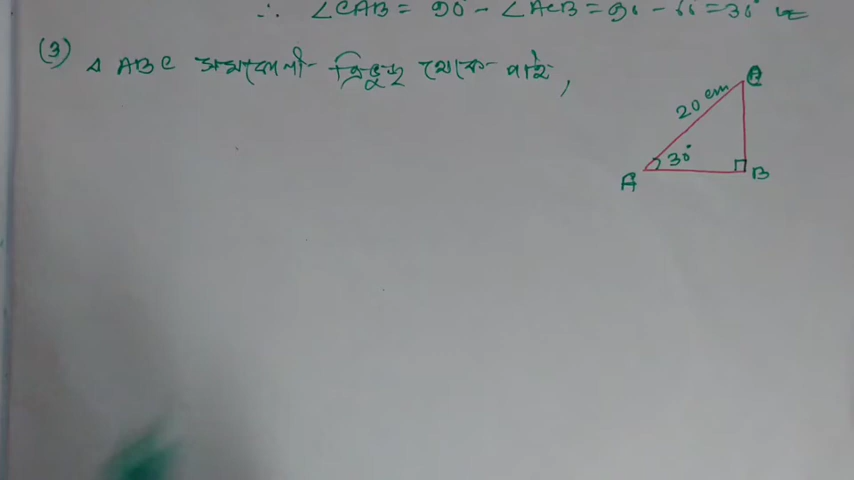 ∴ ∠CAB = 90° - ∠ACB = 90 - 60 = 30°
(3) Δ ABC সমকোণী ত্রিভুজ থেকে পাই,
C
20 cm
30°
A
B